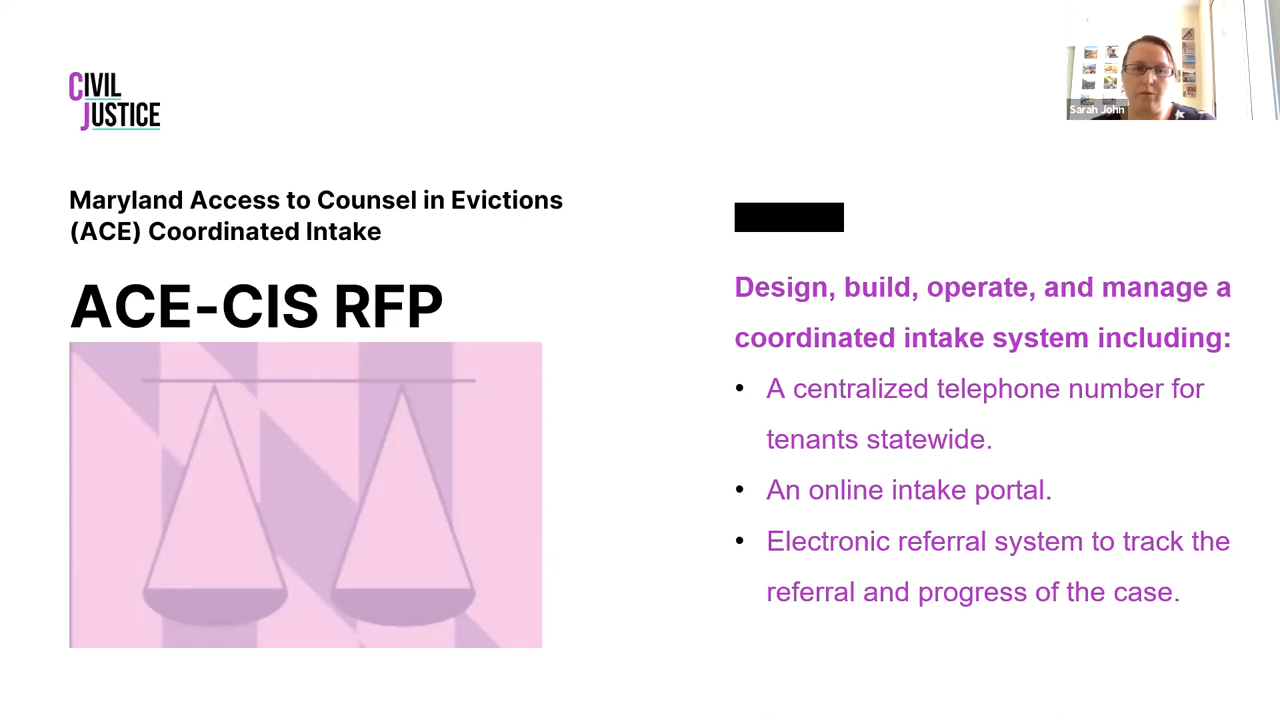 CIVIL
JUSTICE
Sarah John
Maryland Access to Counsel in Evictions
(ACE) Coordinated Intake
ACE-CIS RFP
Design, build, operate, and manage a
coordinated intake system including:
• A centralized telephone number for
tenants statewide.
• An online intake portal.
• Electronic referral system to track the
referral and progress of the case.